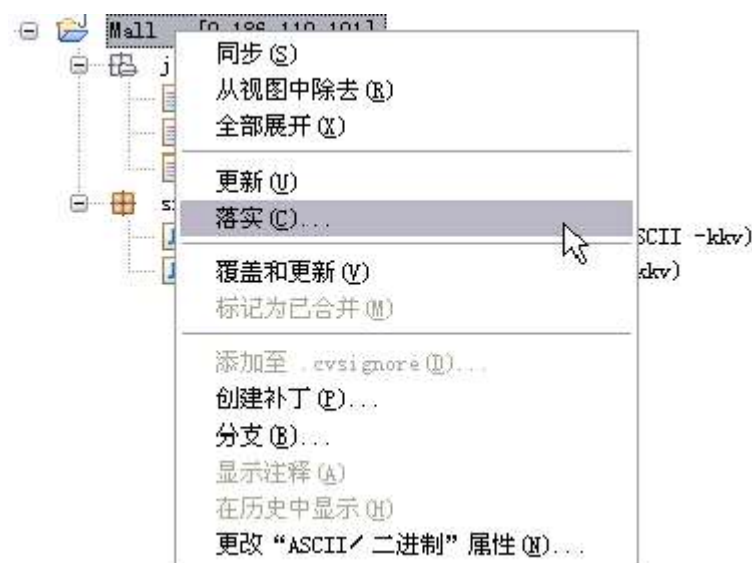 Mall
同步(S)
从视图中除去(R)
j
全部展开(X)
更新(U)
s
落实(C)...
SCII -kkv)
覆盖和更新(V)
kkv)
标记为已合并(M)
添加至 .cvsignore(D)...
创建补丁(P)...
分支(B)...
显示注释(A)
在历史中显示(H)
更改“ASCII/二进制”属性(N)...